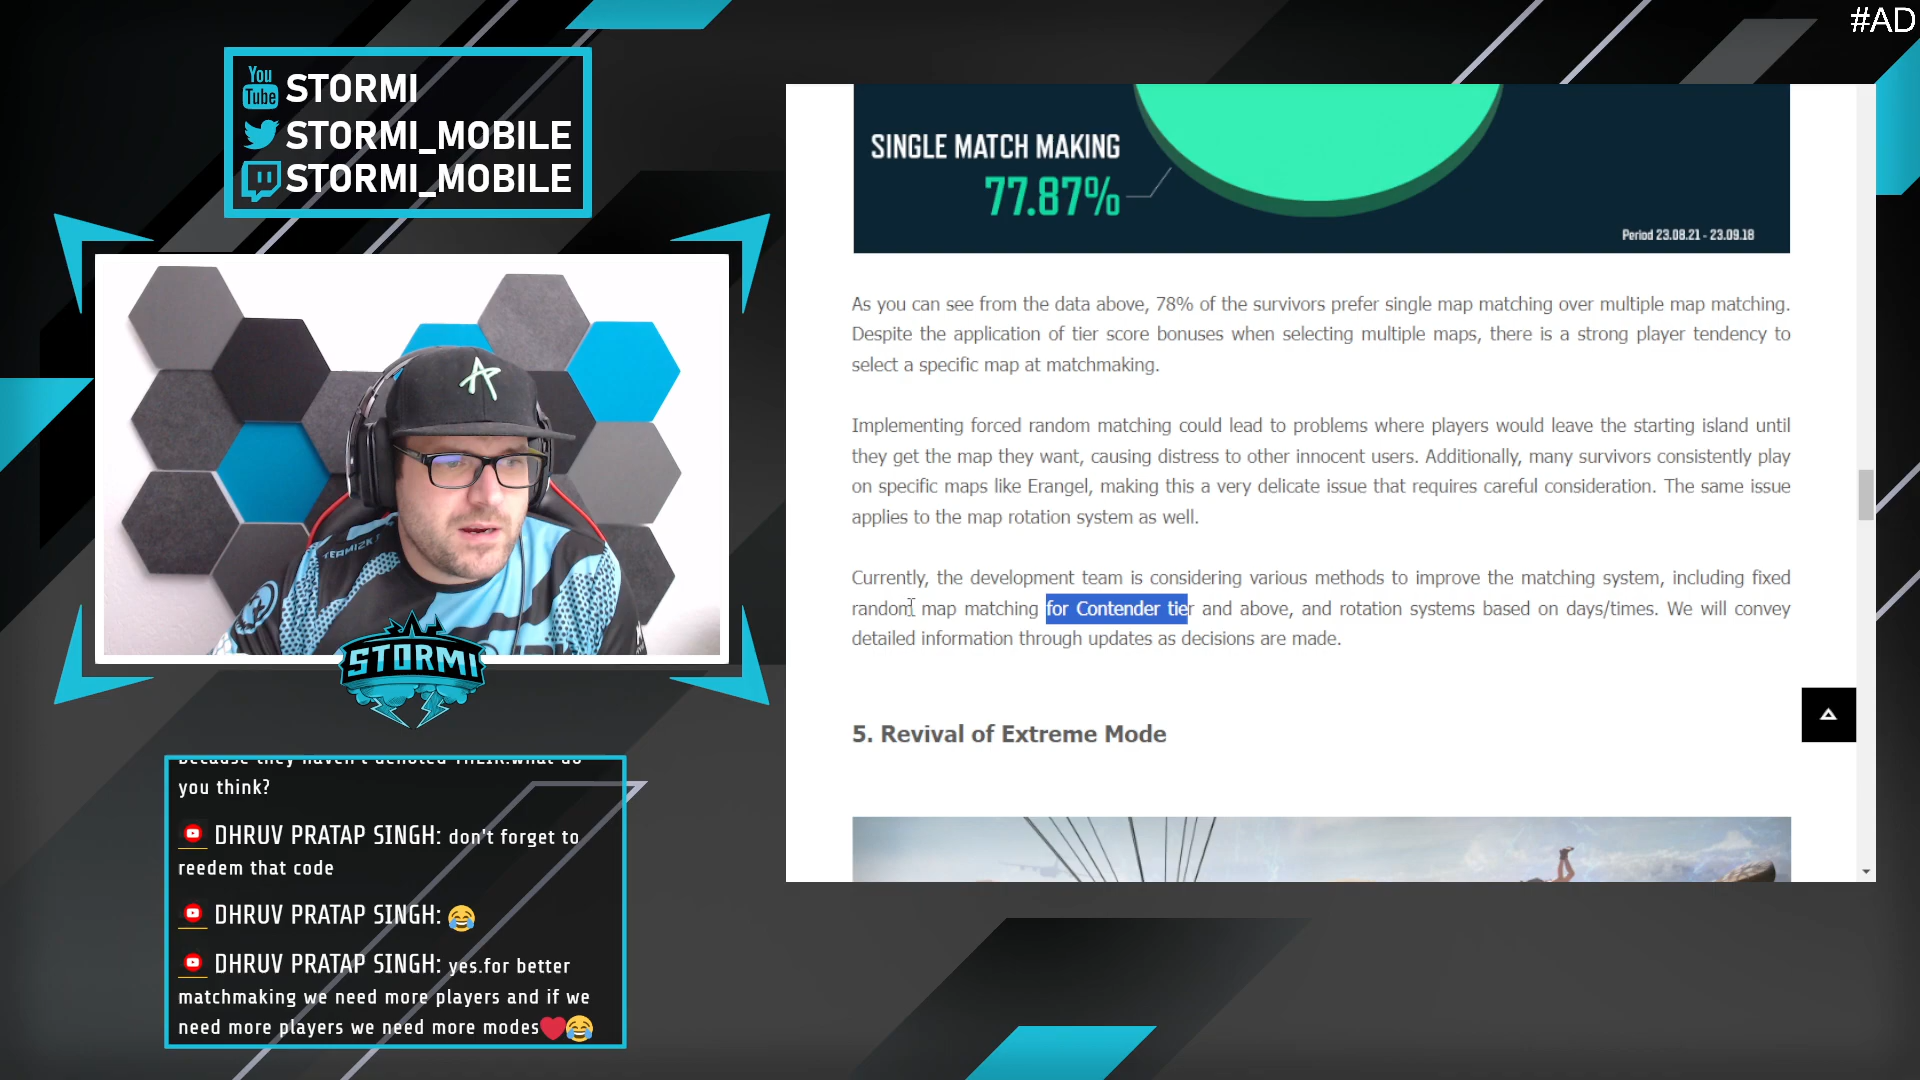 #AD
You
Tube STORMI
STORMI_MOBILE
STORMI_MOBILE
SINGLE MATCH MAKING
77.87%
Period 23.08.21 - 23.09.18
As you can see from the data above, 78% of the survivors prefer single map matching over multiple map matching.
Despite the application of tier score bonuses when selecting multiple maps, there is a strong player tendency to
select a specific map at matchmaking.
Implementing forced random matching could lead to problems where players would leave the starting island until
they get the map they want, causing distress to other innocent users. Additionally, many survivors consistently play
on specific maps like Erangel, making this a very delicate issue that requires careful consideration. The same issue
applies to the map rotation system as well.
Currently, the development team is considering various methods to improve the matching system, including fixed
random map matching for Contender tier and above, and rotation systems based on days/times. We will convey
detailed information through updates as decisions are made.
5. Revival of Extreme Mode
STORMI
you think?
DHRUV PRATAP SINGH: don't forget to
reedem that code
DHRUV PRATAP SINGH: 😂
DHRUV PRATAP SINGH: yes.for better
matchmaking we need more players and if we
need more players we need more modes❤️😂